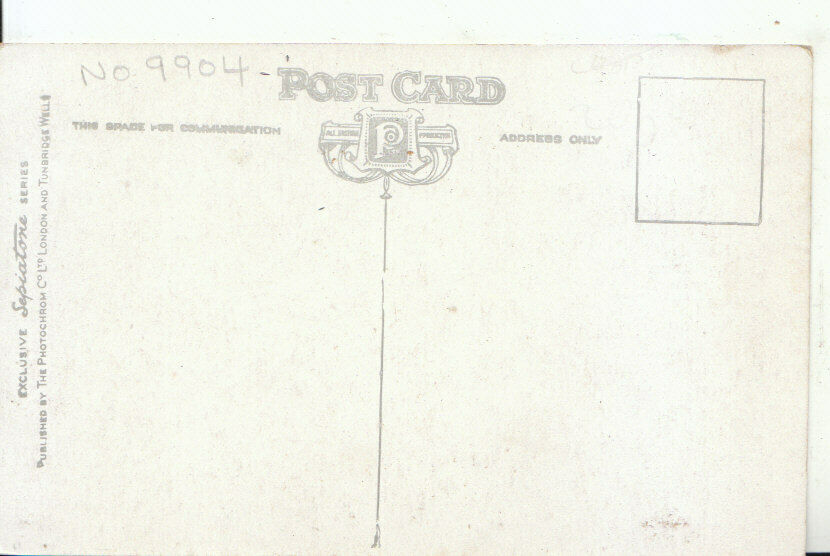 No 9904
POST CARD
THIS SPACE FOR COMMUNICATION
ADDRESS ONLY
ALL BRITISH
PRODUCTION
P
EXCLUSIVE Sepiatone SERIES
PUBLISHED BY THE PHOTOCHROM CO LTD LONDON AND TUNBRIDGE WELLS